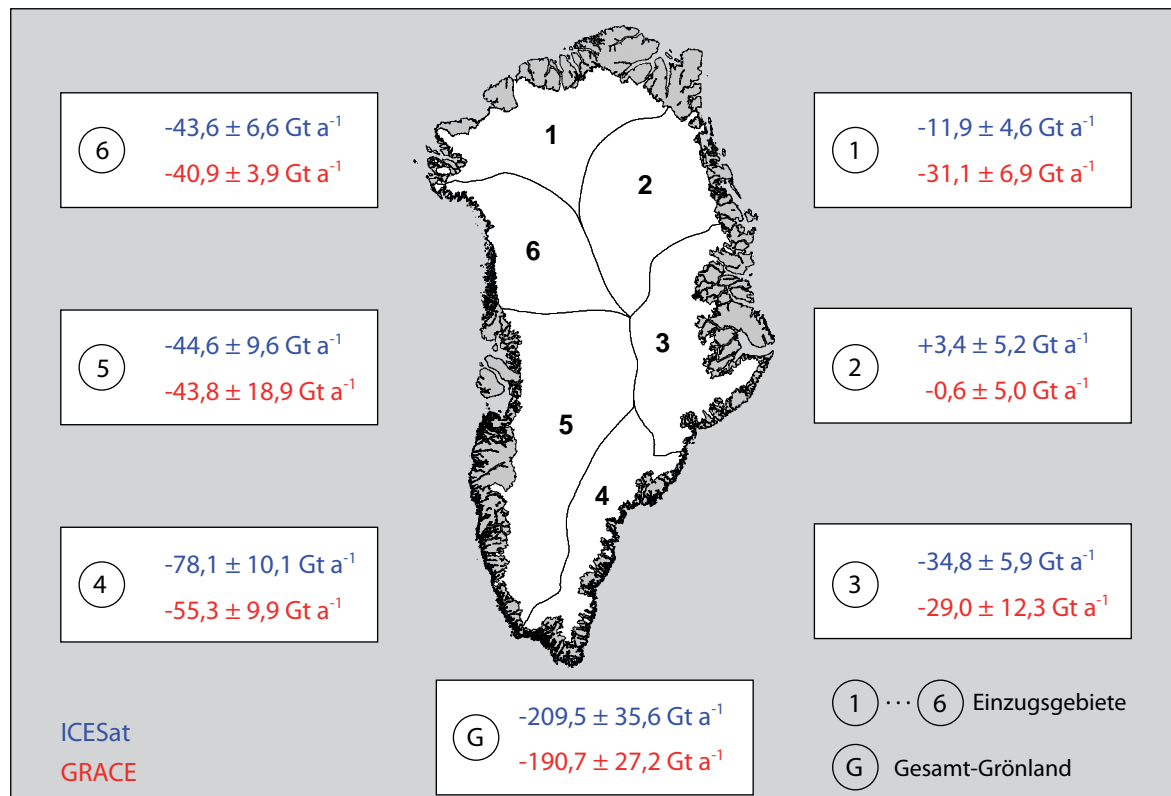 6
-43,6 ± 6,6 Gt a⁻¹
-40,9 ± 3,9 Gt a⁻¹
1
-11,9 ± 4,6 Gt a⁻¹
-31,1 ± 6,9 Gt a⁻¹
1
2
6
5
-44,6 ± 9,6 Gt a⁻¹
-43,8 ± 18,9 Gt a⁻¹
3
2
+3,4 ± 5,2 Gt a⁻¹
-0,6 ± 5,0 Gt a⁻¹
5
4
4
-78,1 ± 10,1 Gt a⁻¹
-55,3 ± 9,9 Gt a⁻¹
3
-34,8 ± 5,9 Gt a⁻¹
-29,0 ± 12,3 Gt a⁻¹
G
-209,5 ± 35,6 Gt a⁻¹
-190,7 ± 27,2 Gt a⁻¹
ICESat
GRACE
1 ··· 6 Einzugsgebiete
G Gesamt-Grönland